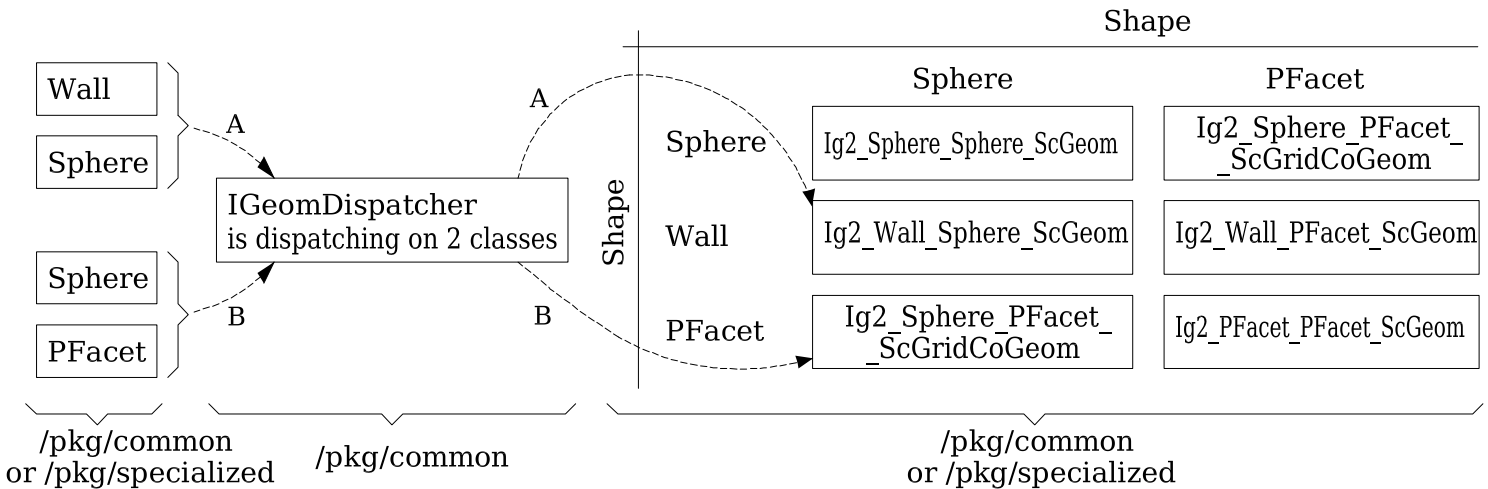 Wall
Sphere
A
Sphere
PFacet
B
IGeomDispatcher
is dispatching on 2 classes
A
B
Shape
Shape
Sphere
PFacet
Sphere
Ig2_Sphere_Sphere_ScGeom
Ig2_Sphere_PFacet_
_ScGridCoGeom
Wall
Ig2_Wall_Sphere_ScGeom
Ig2_Wall_PFacet_ScGeom
PFacet
Ig2_Sphere_PFacet_
_ScGridCoGeom
Ig2_PFacet_PFacet_ScGeom
/pkg/common
or /pkg/specialized
/pkg/common
/pkg/common
or /pkg/specialized